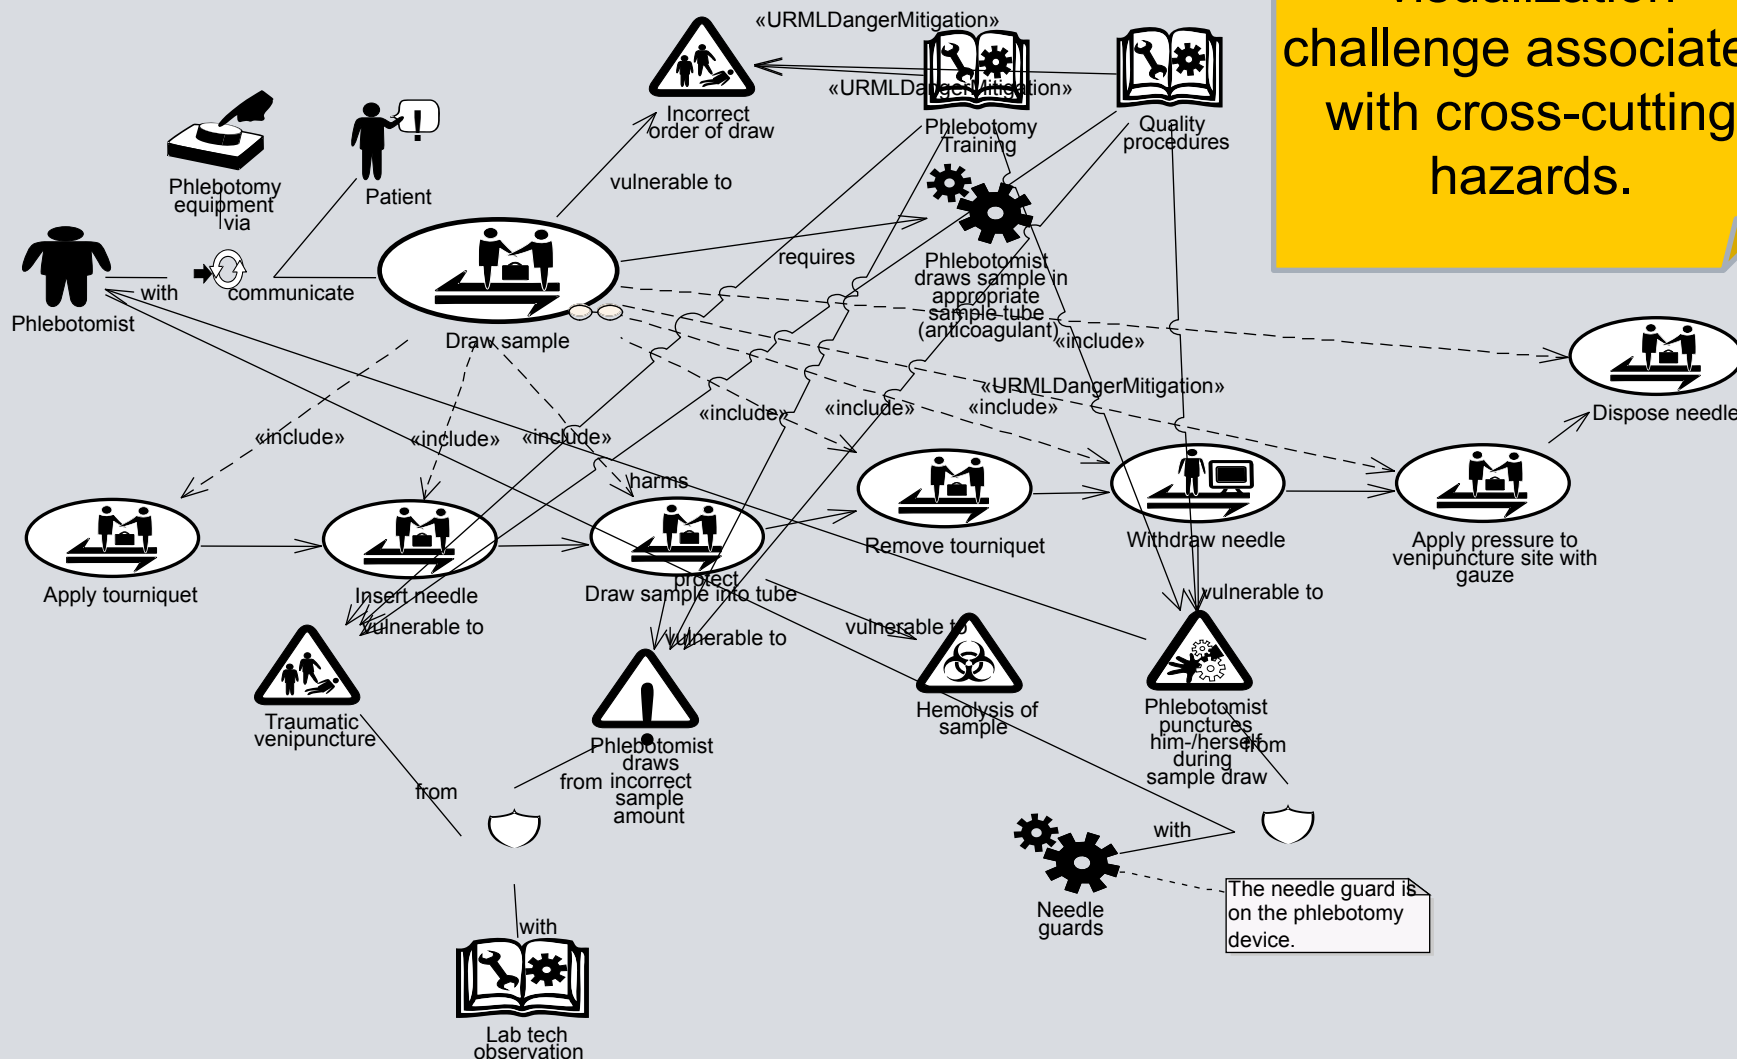 «URMLDangerMitigation»
challenge associate
with cross-cutting
hazards.
«URMLDangerMitigation»
Incorrect
order of draw
Phlebotomy
Training
Quality
procedures
Phlebotomy
equipment
via
Patient
vulnerable to
requires
with
communicate
Phlebotomist
Draw sample
Phlebotomist
draws sample in
appropriate
sample tube
(anticoagulant)
«include»
«URMLDangerMitigation»
«include»
«include»
«include»
«include»
«include»
«include»
Dispose needle
harms
Apply tourniquet
Insert needle
protect
Draw sample into tube
Remove tourniquet
Withdraw needle
Apply pressure to
venipuncture site with
gauze
vulnerable to
vulnerable to
vulnerable to
vulnerable to
Traumatic
venipuncture
Phlebotomist
draws
incorrect
sample
amount
Hemolysis of
sample
Phlebotomist
punctures
him-/herself
during
sample draw
from
from
from
with
with
Needle
guards
The needle guard is
on the phlebotomy
device.
Lab tech
observation